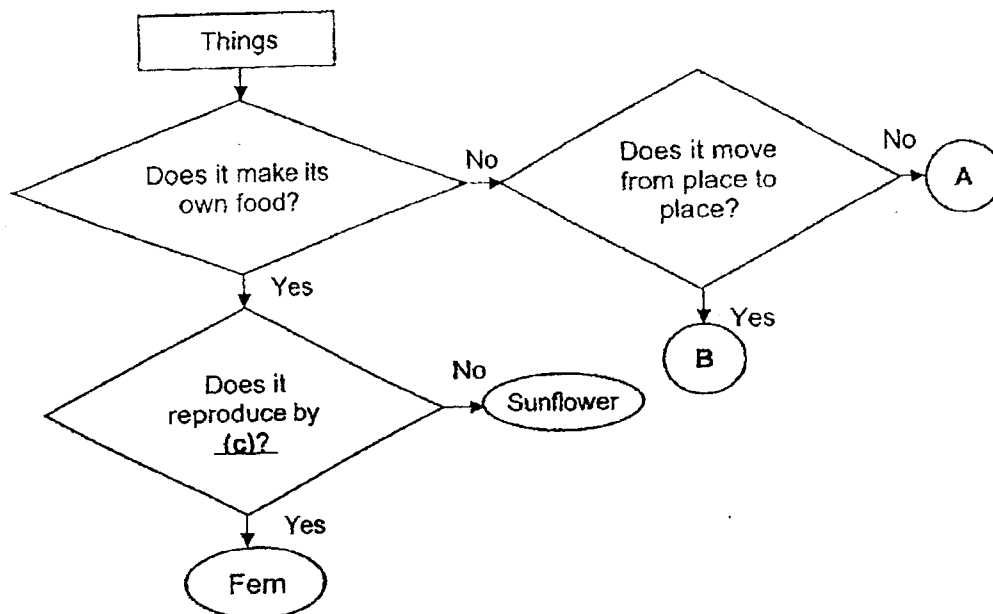 Things
Does it make its
own food?
No
Does it move
from place to
place?
No
A
Yes
Yes
B
Does it
reproduce by
(c)?
No
Sunflower
Yes
Fern